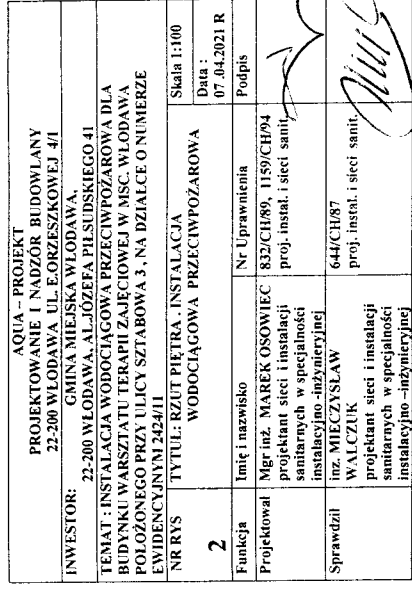 AQUA – PROJEKT
PROJEKTOWANIE I NADZÓR BUDOWLANY
22-200 WŁODAWA UL. E.ORZESZKOWEJ 4/1
INWESTOR: GMINA MIEJSKA WŁODAWA,
22-200 WŁODAWA, AL.JÓZEFA PIŁSUDSKIEGO 41
TEMAT : INSTALACJA WODOCIĄGOWA PRZECIWPOŻAROWA DLA
BUDYNKU WARSZTATU TERAPII ZAJĘCIOWEJ W MSC. WŁODAWA
POŁOŻONEGO PRZY ULICY SZTABOWA 3 , NA DZIAŁCE O NUMERZE
EWIDENCYJNYM 2424/11
NR RYS
2
TYTUŁ: RZUT PIĘTRA . INSTALACJA
WODOCIĄGOWA PRZECIWPOŻAROWA
Skala 1:100
Data :
07 .04.2021 R
Funkcja Imię i nazwisko Nr Uprawnienia Podpis
Projektował Mgr inż. MAREK OSOWIEC 832/CH/89, 1159/CH/94
projektant sieci i instalacji proj. instal. i sieci sanit.
sanitarnych w specjalności
instalacyjno -inżynieryjnej
Sprawdził inż. MIECZYSŁAW 644/CH/87
WALCZUK proj. instal. i sieci sanit.
projektant sieci i instalacji
sanitarnych w specjalności
instalacyjno –inżynieryjnej